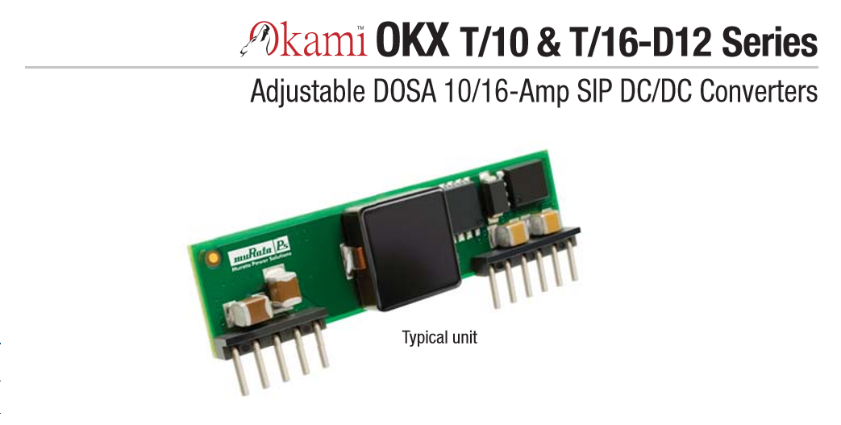 Okami™ OKX T/10 & T/16-D12 Series
Adjustable DOSA 10/16-Amp SIP DC/DC Converters
muRata Ps
Murata Power Solutions
Typical unit